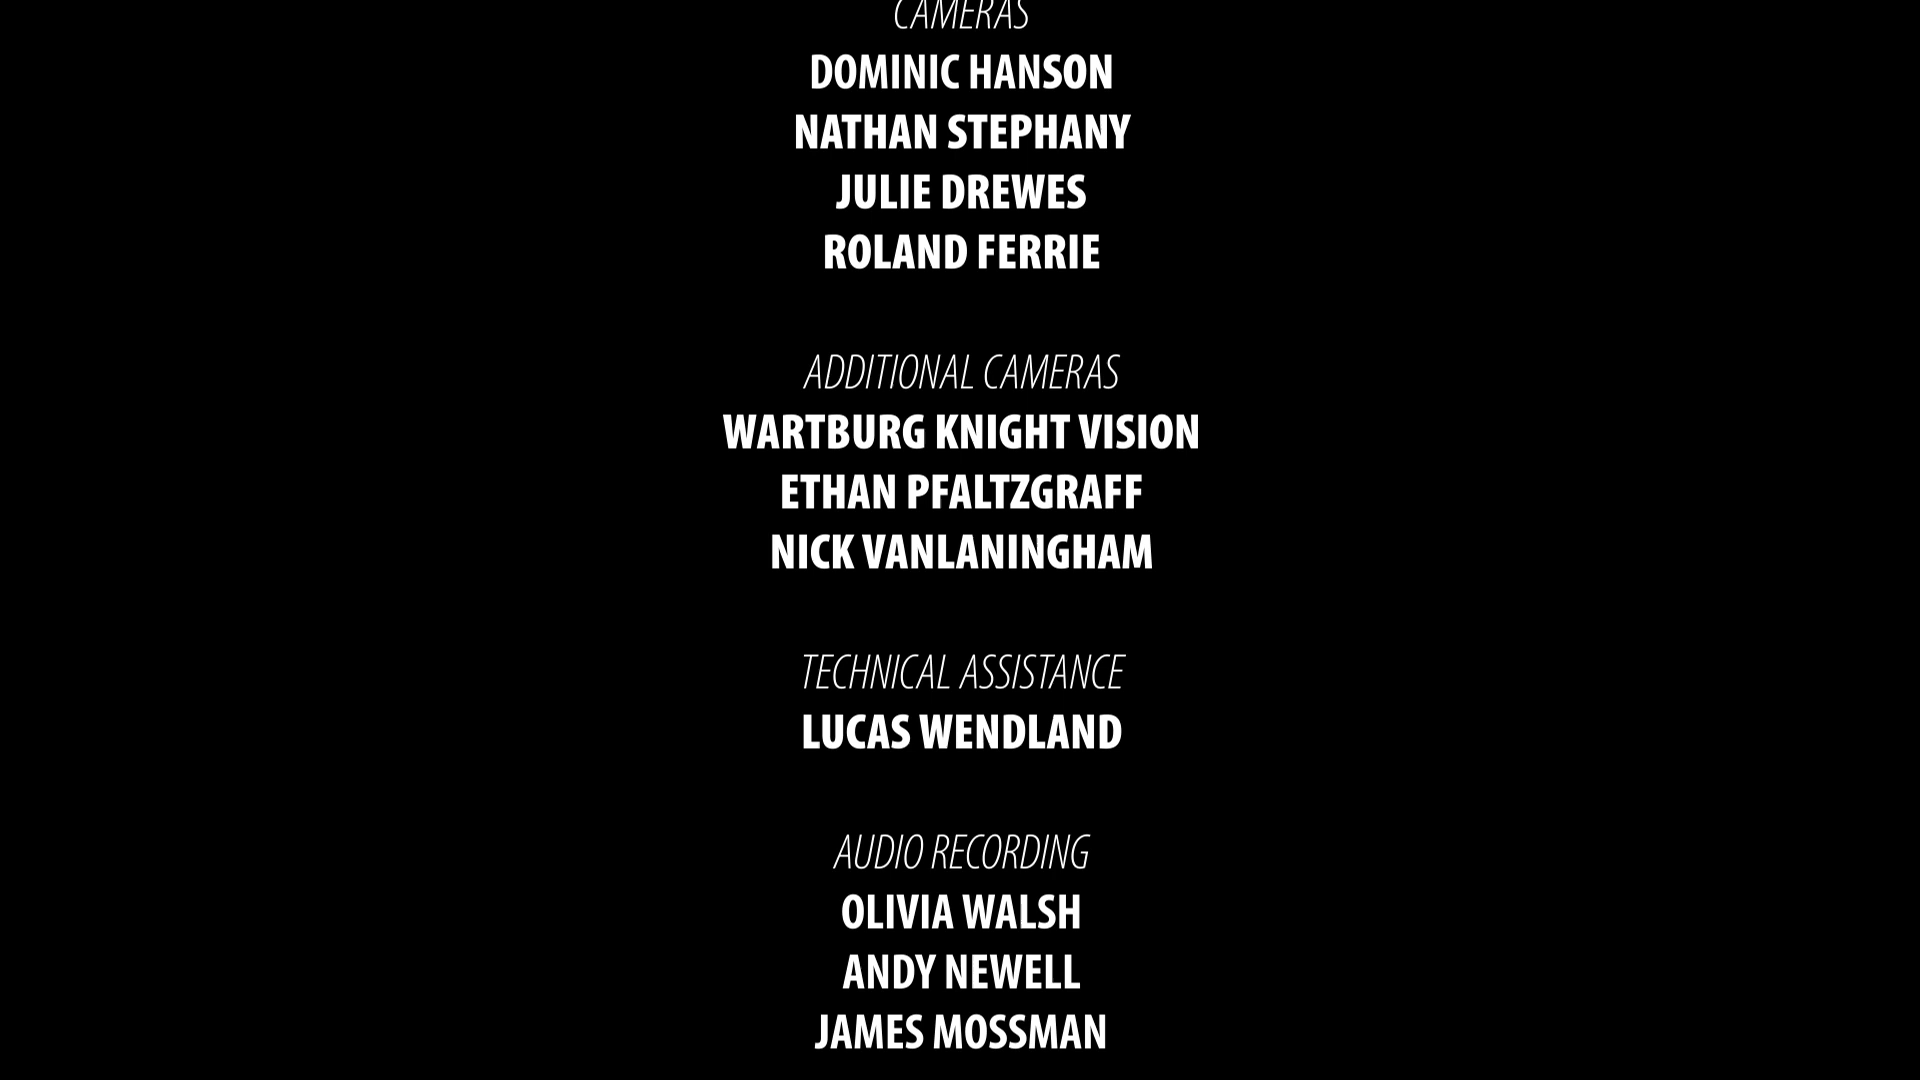 CAMERAS
DOMINIC HANSON
NATHAN STEPHANY
JULIE DREWES
ROLAND FERRIE
ADDITIONAL CAMERAS
WARTBURG KNIGHT VISION
ETHAN PFALTZGRAFF
NICK VANLANINGHAM
TECHNICAL ASSISTANCE
LUCAS WENDLAND
AUDIO RECORDING
OLIVIA WALSH
ANDY NEWELL
JAMES MOSSMAN